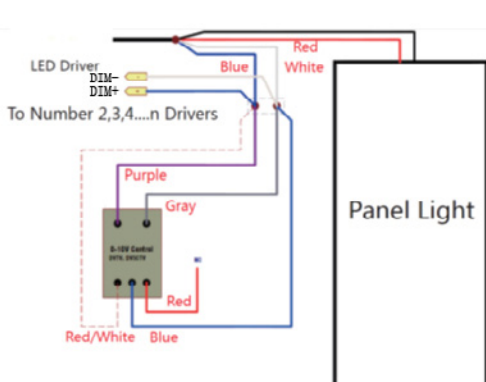 Red
Blue
White
LED Driver
DIM-
DIM+
To Number 2,3,4....n Drivers
Purple
Gray
Panel Light
0-10V Control
Red
Red/White
Blue